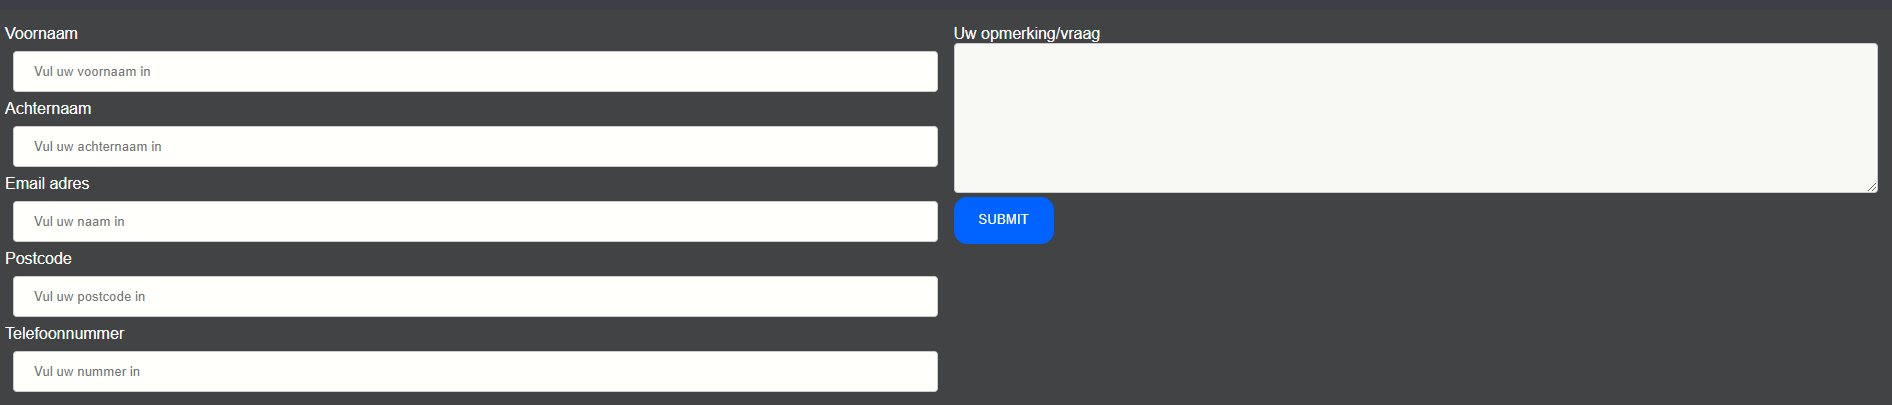 Voornaam
Vul uw voornaam in
Achternaam
Vul uw achternaam in
Email adres
Vul uw naam in
Postcode
Vul uw postcode in
Telefoonnummer
Vul uw nummer in
Uw opmerking/vraag
SUBMIT